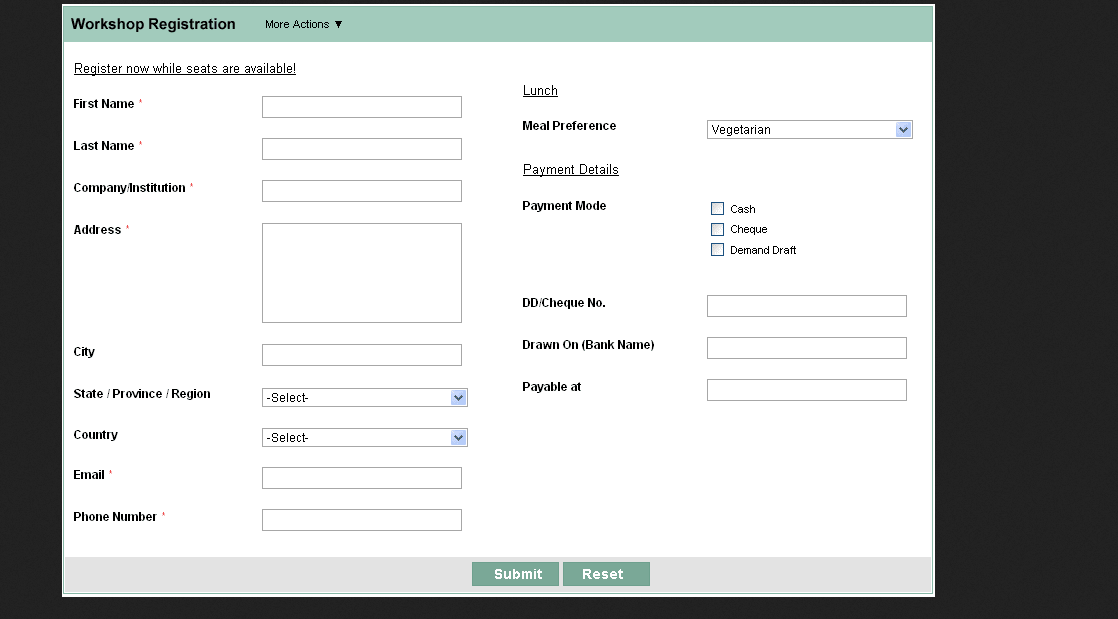 Workshop Registration More Actions ▼
Register now while seats are available!
First Name *
Last Name *
Company/Institution *
Address *
City
State / Province / Region -Select-
Country -Select-
Email *
Phone Number *
Lunch
Meal Preference Vegetarian
Payment Details
Payment Mode Cash
Cheque
Demand Draft
DD/Cheque No.
Drawn On (Bank Name)
Payable at
Submit Reset